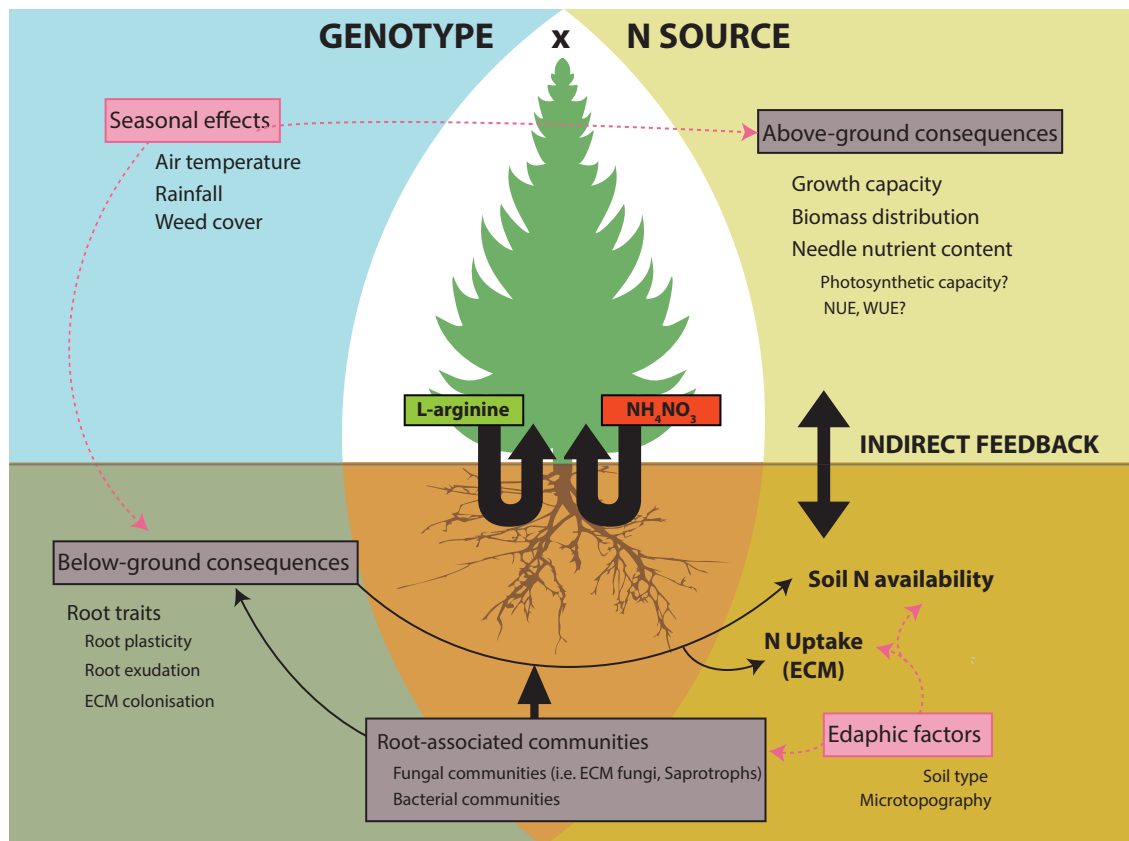 GENOTYPE x N SOURCE
Seasonal effects
Air temperature
Rainfall
Weed cover
Above-ground consequences
Growth capacity
Biomass distribution
Needle nutrient content
Photosynthetic capacity?
NUE, WUE?
L-arginine
NH₄NO₃
INDIRECT FEEDBACK
Below-ground consequences
Root traits
Root plasticity
Root exudation
ECM colonisation
Soil N availability
N Uptake
(ECM)
Root-associated communities
Fungal communities (i.e. ECM fungi, Saprotrophs)
Bacterial communities
Edaphic factors
Soil type
Microtopography